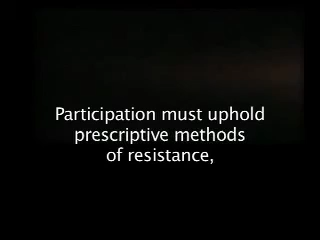 Participation must uphold
prescriptive methods
of resistance,